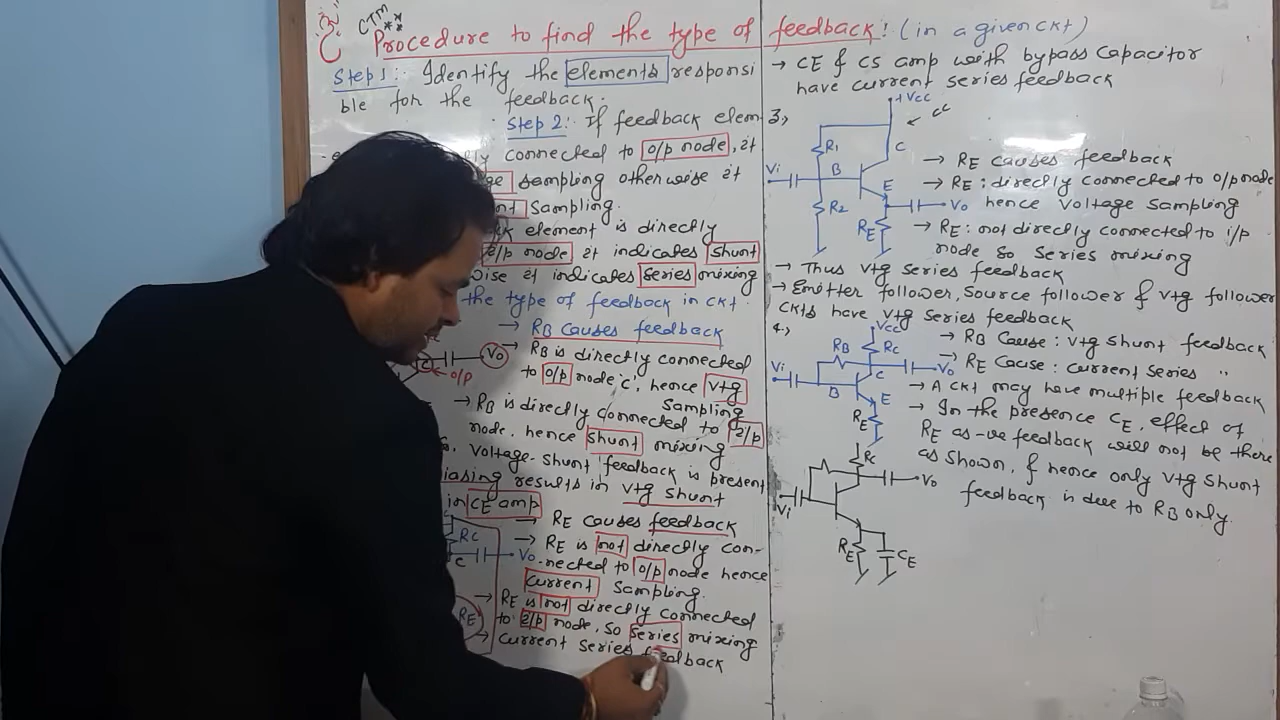 CTM
**
Procedure to find the type of feedback: (in a given ckt)
Step 1:- Identify the elements responsi
ble for the feedback.
Step 2:- If feedback elem
connected to o/p node, it
sampling otherwise it
Sampling.
element is directly
i/p node it indicates shunt
wise it indicates series mixing
the type of feedback in ckt.
→ RB causes feedback
→ RB is directly connected
to o/p node 'c', hence vtg
Sampling
→ RB is directly connected to i/p
node. hence shunt mixing
Voltage-shunt feedback is present
iasing results in vtg shunt
in CE amp
C
Vo
o/p
→ RE causes feedback
→ RE is not directly con-
nected to o/p node hence
current Sampling.
→ RE is not directly connected
to i/p node, so series mixing
→ current series feedback
RC
C
Vo
RE
→ CE & CS amp with bypass capacitor
have current series feedback
3,
+Vcc
← CC
R1
C
Vi
B
E
R2
Vo
RE
→ RE causes feedback
→ RE: directly connected to o/p node
hence Voltage sampling
→ RE: not directly connected to i/p
node so series mixing
→ Thus vtg series feedback
→ Emitter follower, Source follower & vtg follower
ckts have vtg series feedback
4,
Vcc
RB
RC
Vi
C
Vo
B
E
RE
→ RB Cause: vtg shunt feedback
→ RE Cause: current series "
→ A ckt may have multiple feedback
→ In the presence CE, effect of
RE as -ve feedback will not be there
as shown, & hence only vtg shunt
feedback is due to RB only.
RC
Vo
Vi
RE
CE